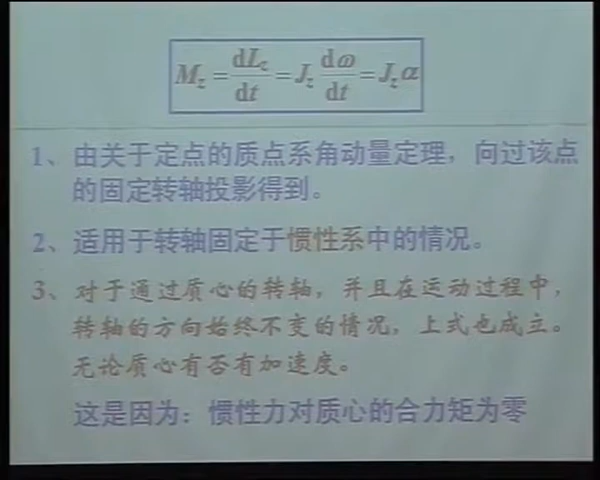 M_z = dL_z/dt = J_z dω/dt = J_z α
1、由关于定点的质点系角动量定理，向过该点
的固定转轴投影得到。
2、适用于转轴固定于惯性系中的情况。
3、对于通过质心的转轴，并且在运动过程中，
转轴的方向始终不变的情况，上式也成立。
无论质心有否有加速度。
这是因为：惯性力对质心的合力矩为零